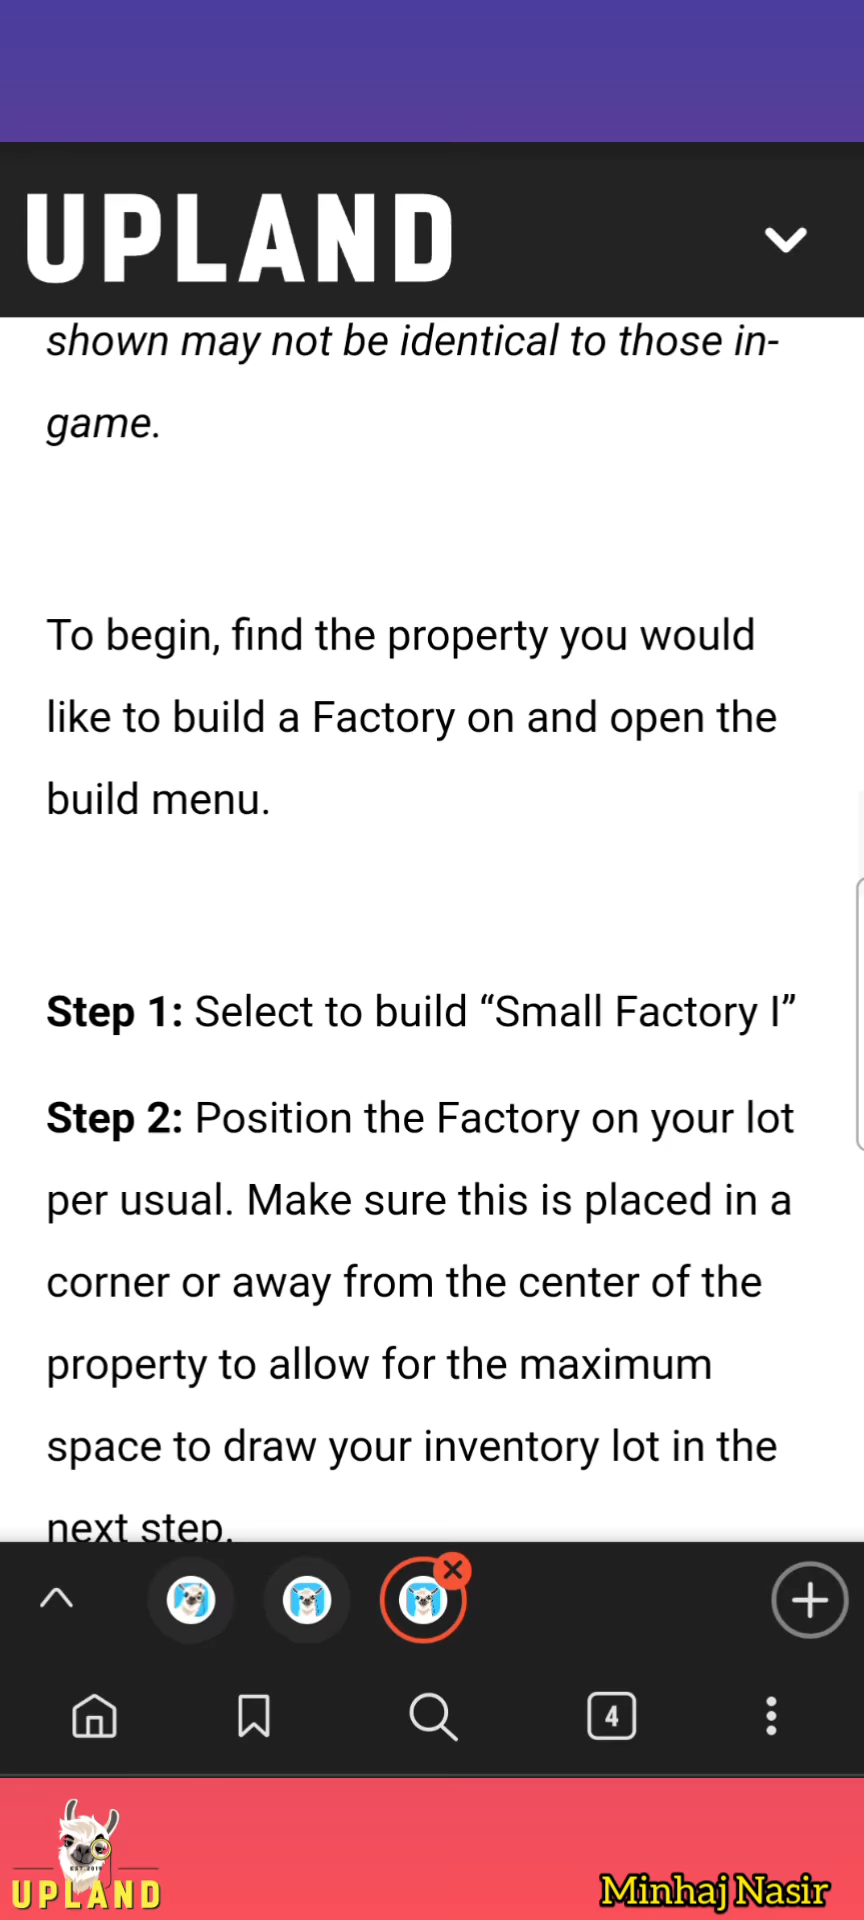 UPLAND
shown may not be identical to those in-
game.
To begin, find the property you would
like to build a Factory on and open the
build menu.
Step 1: Select to build “Small Factory I”
Step 2: Position the Factory on your lot
per usual. Make sure this is placed in a
corner or away from the center of the
property to allow for the maximum
space to draw your inventory lot in the
next step.
4
EST. 2019
UPLAND
Minhaj Nasir